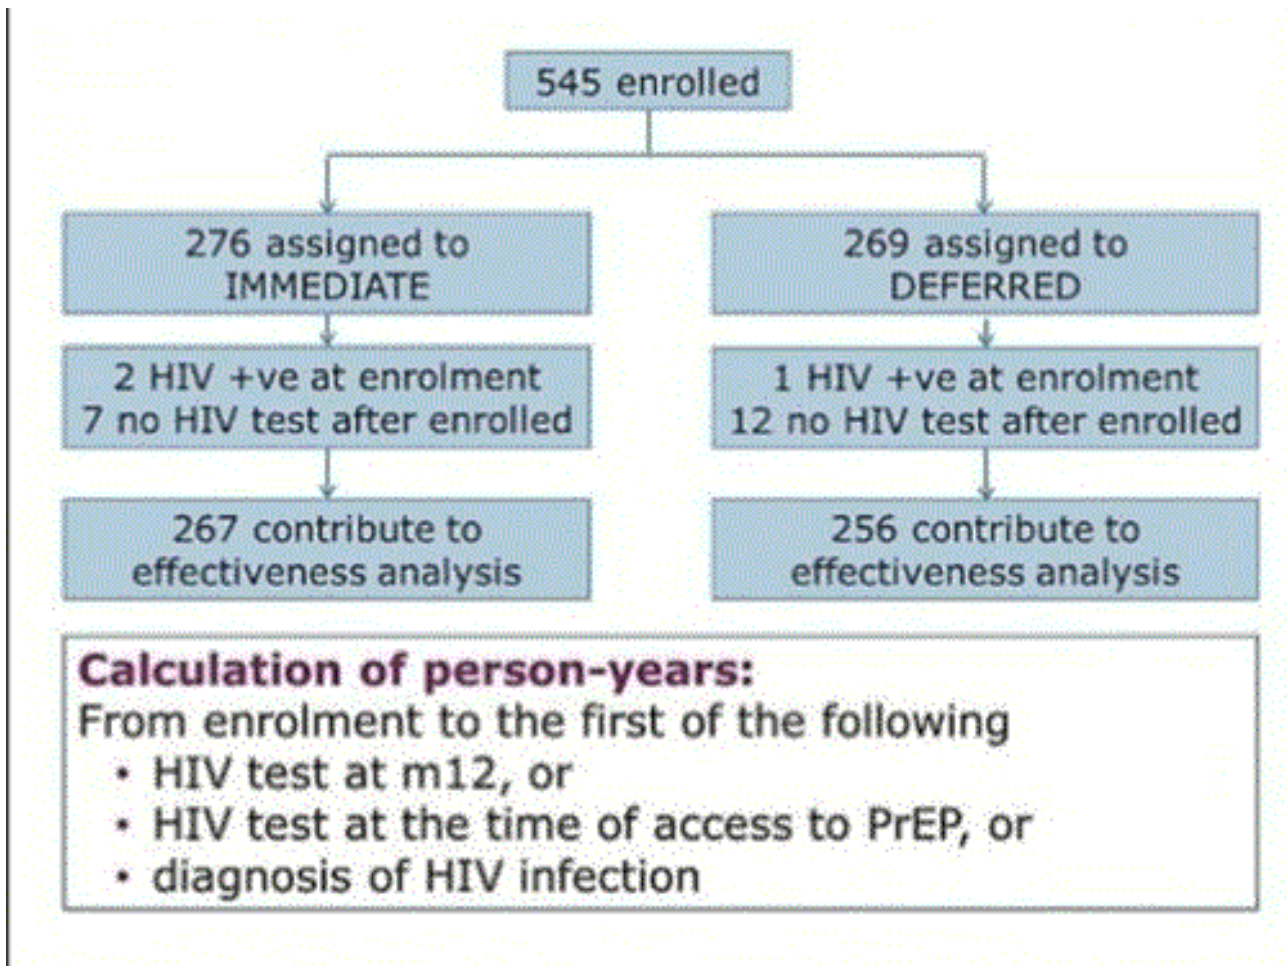 545 enrolled
276 assigned to
IMMEDIATE
269 assigned to
DEFERRED
2 HIV +ve at enrolment
7 no HIV test after enrolled
1 HIV +ve at enrolment
12 no HIV test after enrolled
267 contribute to
effectiveness analysis
256 contribute to
effectiveness analysis
Calculation of person-years:
From enrolment to the first of the following
• HIV test at m12, or
• HIV test at the time of access to PrEP, or
• diagnosis of HIV infection